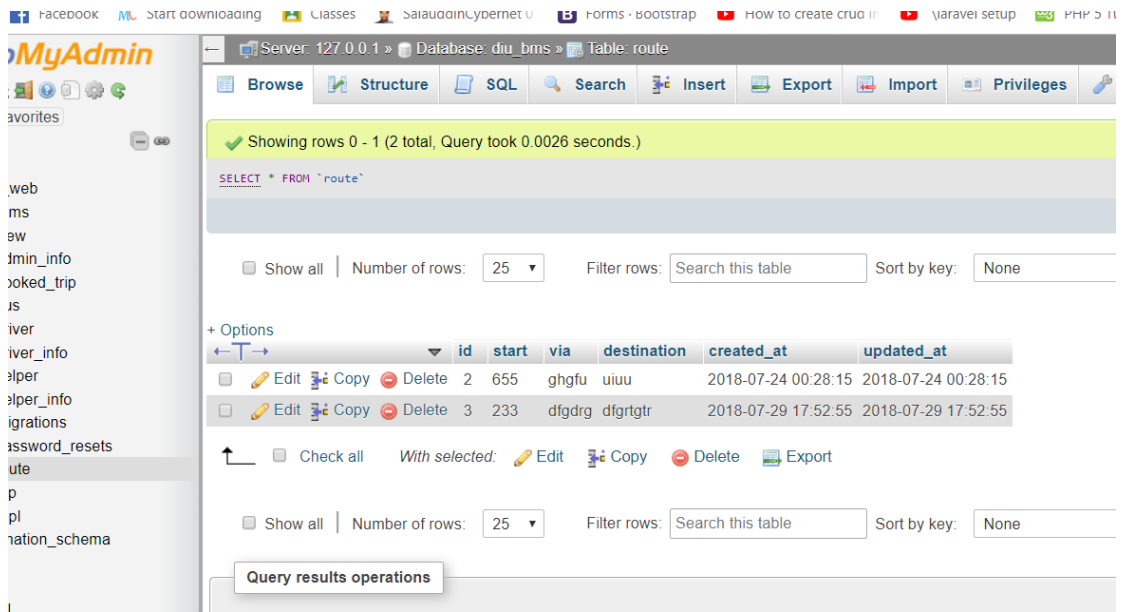 Facebook MC Start downloading Classes SalauddinCybernet 0 B Forms · Bootstrap How to create crud in \laravel setup PHP 5
MyAdmin
← Server: 127.0.0.1 » Database: diu_bms » Table: route
Browse Structure SQL Search Insert Export Import Privileges
avorites
Showing rows 0 - 1 (2 total, Query took 0.0026 seconds.)
SELECT * FROM `route`
_web
ms
ew
dmin_info
ooked_trip
us
river
river_info
elper
elper_info
igrations
assword_resets
ute
p
pl
nation_schema
Show all Number of rows: 25 Filter rows: Search this table Sort by key: None
+ Options
←T→ id start via destination created_at updated_at
Edit Copy Delete 2 655 ghgfu uiuu 2018-07-24 00:28:15 2018-07-24 00:28:15
Edit Copy Delete 3 233 dfgdrg dfgrtgtr 2018-07-29 17:52:55 2018-07-29 17:52:55
Check all With selected: Edit Copy Delete Export
Show all Number of rows: 25 Filter rows: Search this table Sort by key: None
Query results operations